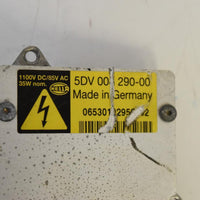 1100V DC/85V AC
35W nom.
HELLA
5DV 00 290-00
Made in Germany